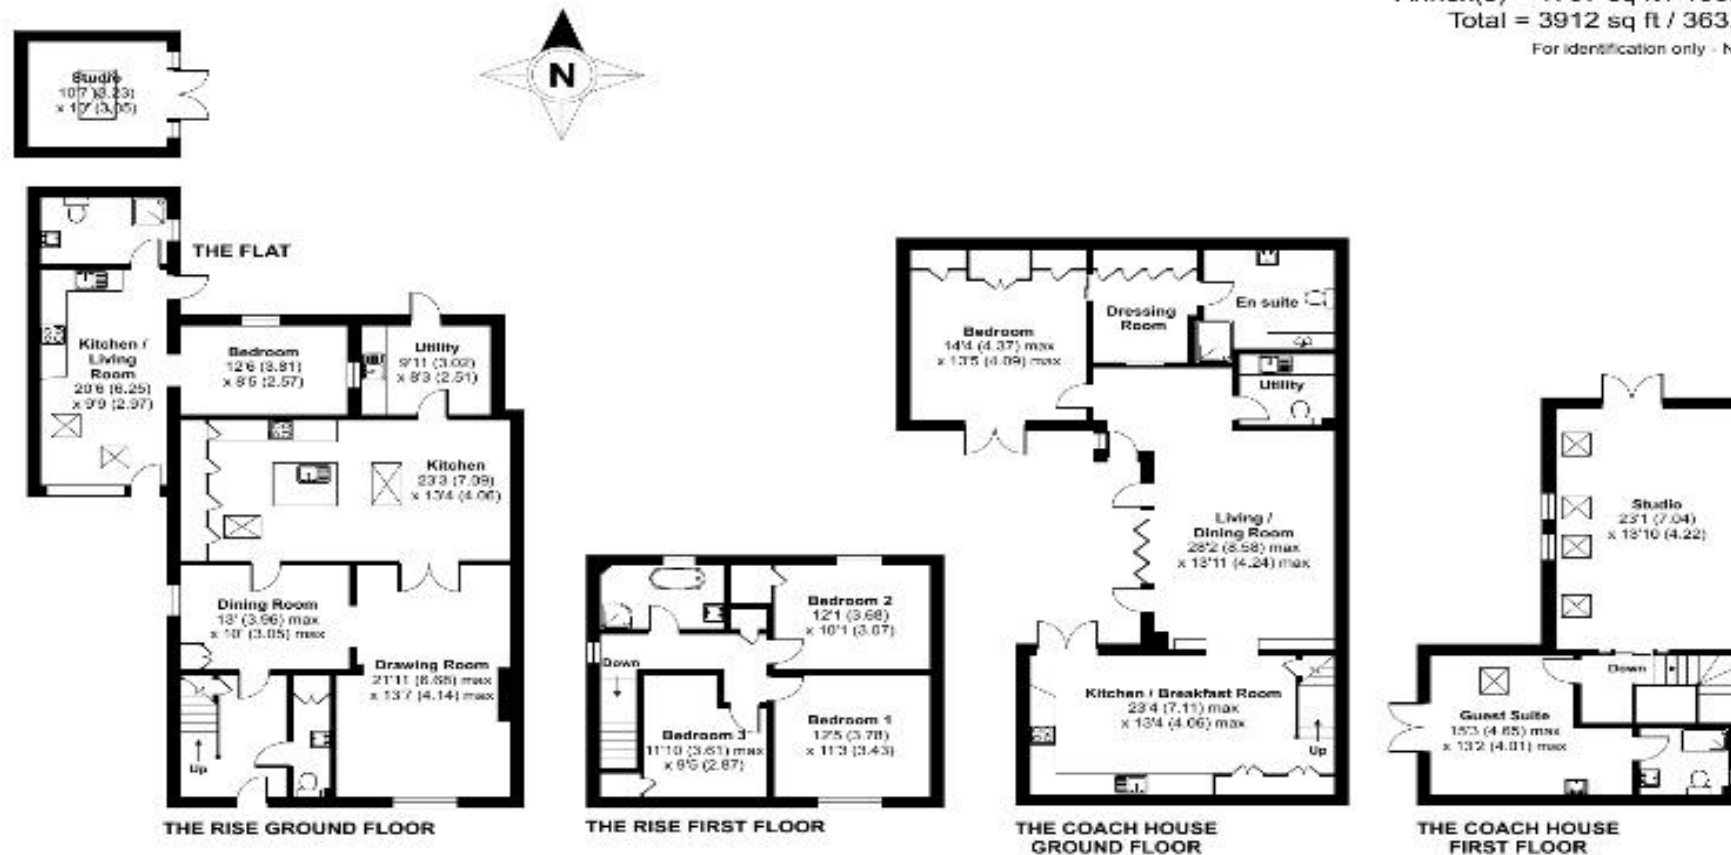 Total = 3912 sq ft / 363
For identification only - N
N
Studio
10'7 (3.23)
x 10' (3.05)
THE FLAT
Kitchen /
Living
Room
20'6 (6.25)
x 9'9 (2.97)
Bedroom
12'6 (3.81)
x 8'5 (2.57)
Utility
9'11 (3.02)
x 8'3 (2.51)
Kitchen
23'3 (7.09)
x 13'4 (4.06)
Dining Room
13' (3.96) max
x 10' (3.05) max
Drawing Room
21'11 (6.68) max
x 13'7 (4.14) max
Up
THE RISE GROUND FLOOR
Bedroom 2
12'1 (3.68)
x 10'1 (3.07)
Down
Bedroom 3
11'10 (3.61) max
x 9'5 (2.87)
Bedroom 1
12'5 (3.78)
x 11'3 (3.43)
THE RISE FIRST FLOOR
Bedroom
14'4 (4.37) max
x 13'5 (4.09) max
Dressing
Room
En suite
Utility
Living /
Dining Room
28'2 (8.58) max
x 13'11 (4.24) max
Kitchen / Breakfast Room
23'4 (7.11) max
x 13'4 (4.06) max
Up
THE COACH HOUSE
GROUND FLOOR
Studio
23'1 (7.04)
x 13'10 (4.22)
Down
Guest Suite
15'3 (4.65) max
x 13'2 (4.01) max
THE COACH HOUSE
FIRST FLOOR